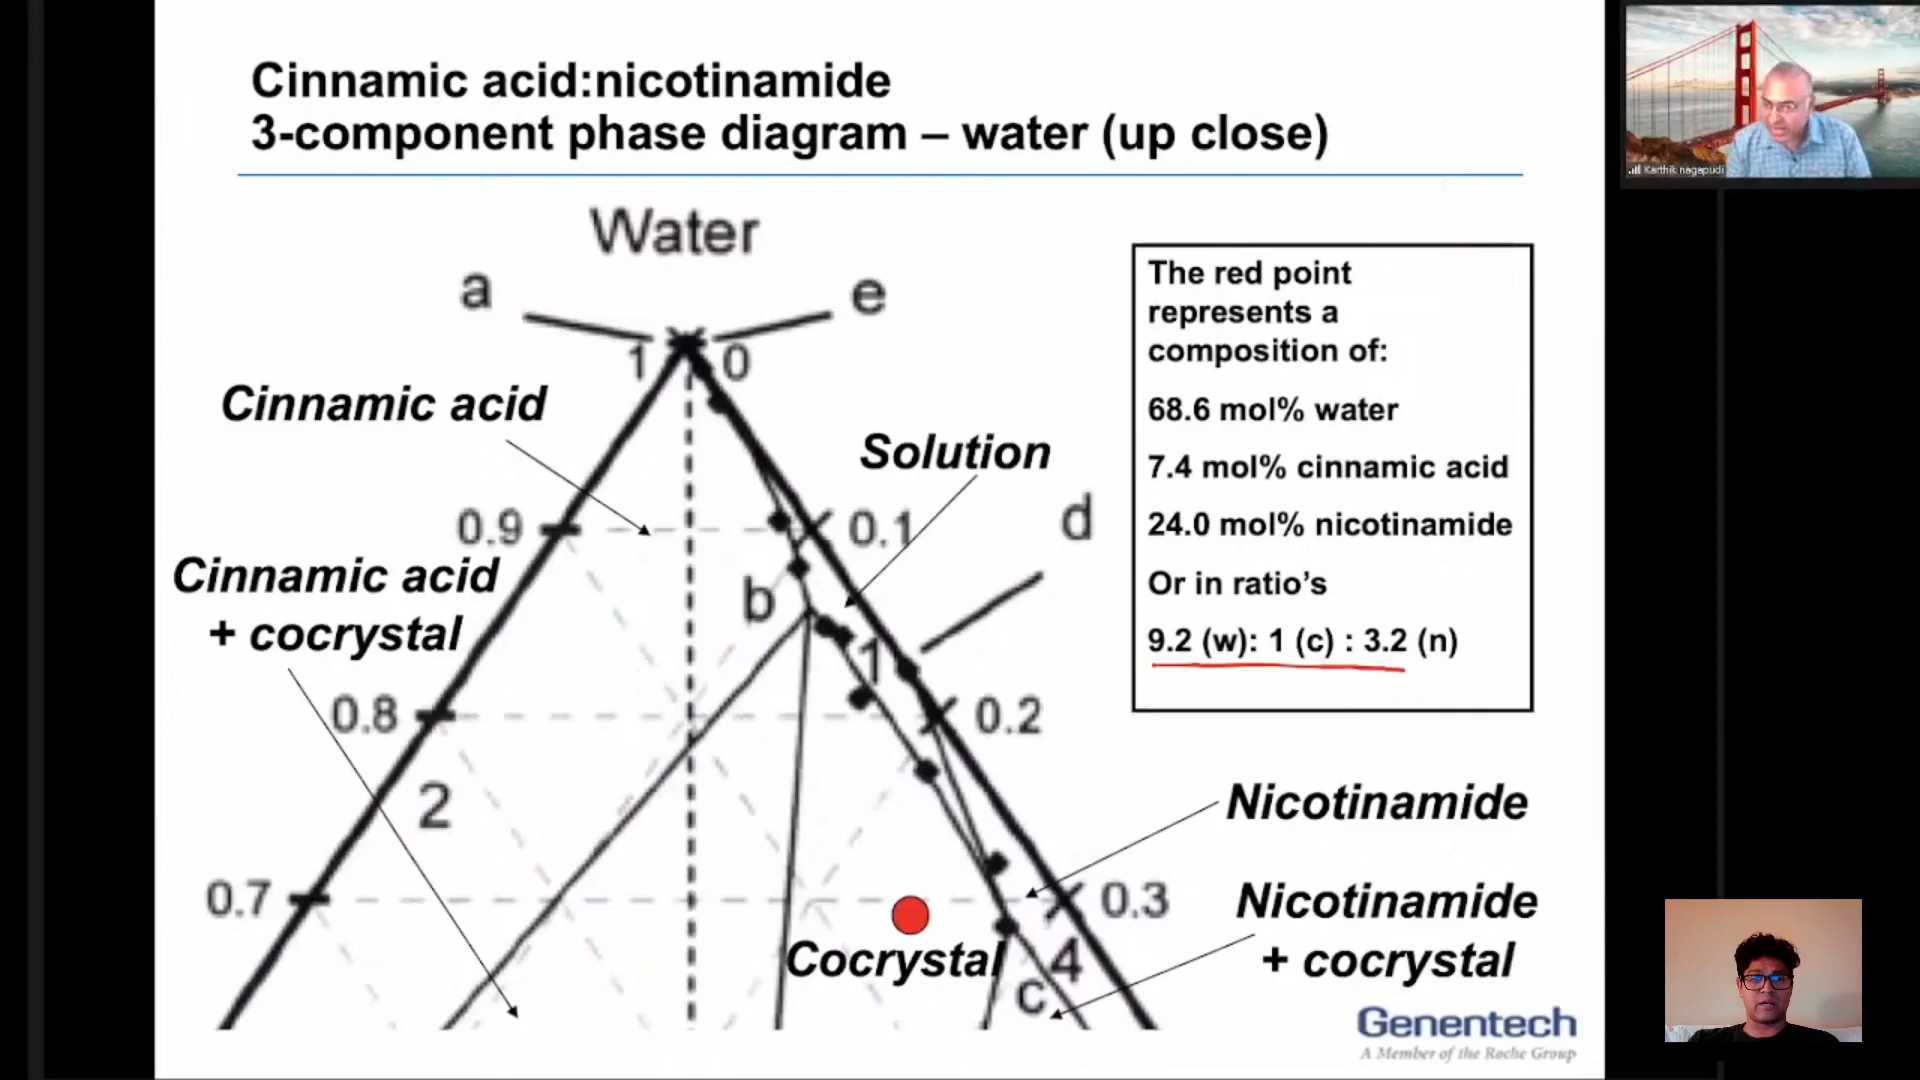 Cinnamic acid:nicotinamide
3-component phase diagram – water (up close)
Karthik nagapudi
Water
a
e
1
0
Cinnamic acid
Solution
0.9
0.1
d
Cinnamic acid
+ cocrystal
b
1
0.8
0.2
2
Nicotinamide
0.7
0.3
Nicotinamide
+ cocrystal
Cocrystal
4
c
The red point
represents a
composition of:
68.6 mol% water
7.4 mol% cinnamic acid
24.0 mol% nicotinamide
Or in ratio’s
9.2 (w): 1 (c) : 3.2 (n)
Genentech
A Member of the Roche Group